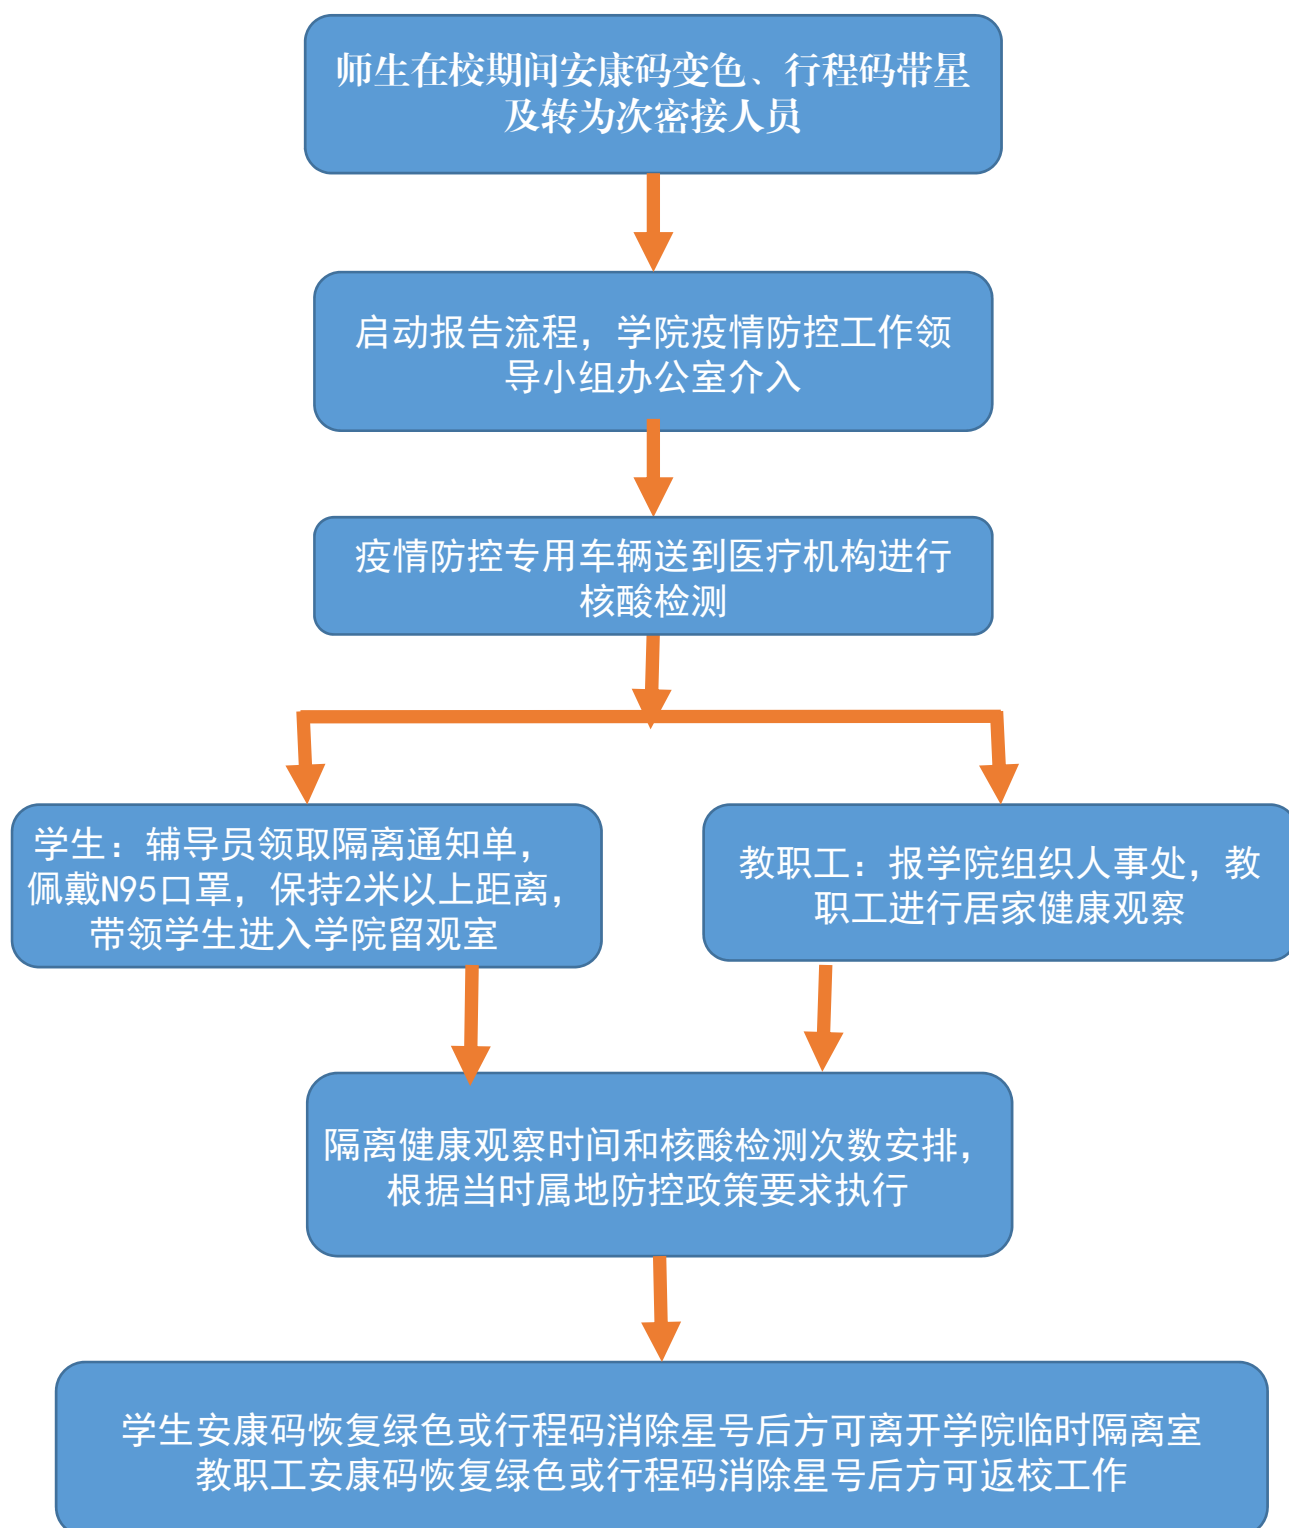 师生在校期间安康码变色、行程码带星
及转为次密接人员
启动报告流程，学院疫情防控工作领
导小组办公室介入
疫情防控专用车辆送到医疗机构进行
核酸检测
学生：辅导员领取隔离通知单，
佩戴N95口罩，保持2米以上距离，
带领学生进入学院留观室
教职工：报学院组织人事处，教
职工进行居家健康观察
隔离健康观察时间和核酸检测次数安排，
根据当时属地防控政策要求执行
学生安康码恢复绿色或行程码消除星号后方可离开学院临时隔离室
教职工安康码恢复绿色或行程码消除星号后方可返校工作